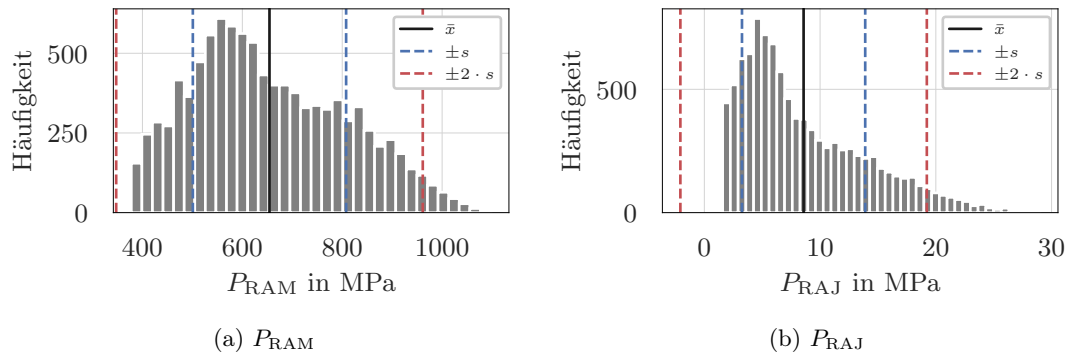 Häufigkeit
500
250
0
400
600
800
1000
P_RAM in MPa
x̄
±s
±2 · s
(a) P_RAM
Häufigkeit
500
0
0
10
20
30
P_RAJ in MPa
x̄
±s
±2 · s
(b) P_RAJ